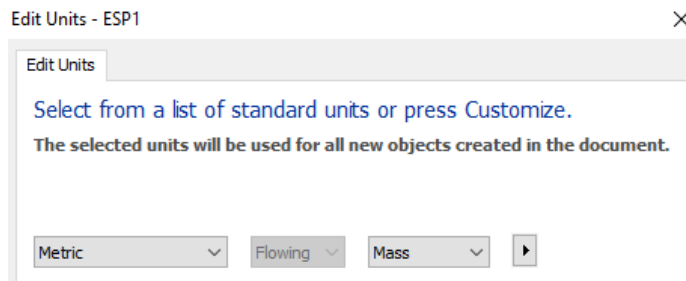 Edit Units - ESP1
Edit Units
Select from a list of standard units or press Customize.
The selected units will be used for all new objects created in the document.
Metric Flowing Mass